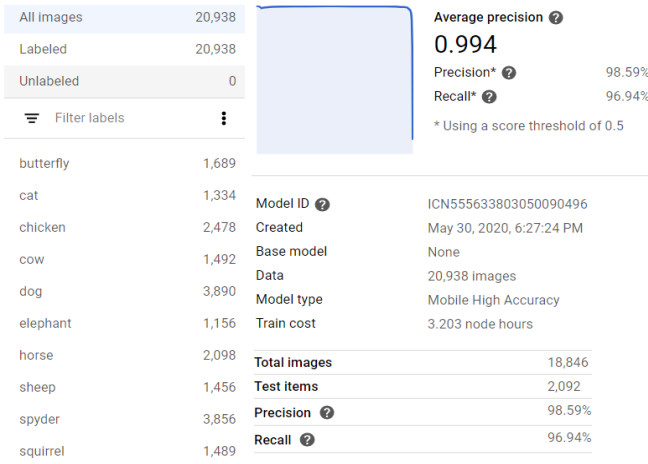 All images 20,938
Labeled 20,938
Unlabeled 0
Filter labels
butterfly 1,689
cat 1,334
chicken 2,478
cow 1,492
dog 3,890
elephant 1,156
horse 2,098
sheep 1,456
spyder 3,856
squirrel 1,489
Average precision ?
0.994
Precision* ? 98.59%
Recall* ? 96.94%
* Using a score threshold of 0.5
Model ID ? ICN555633803050090496
Created May 30, 2020, 6:27:24 PM
Base model None
Data 20,938 images
Model type Mobile High Accuracy
Train cost 3.203 node hours
Total images 18,846
Test items 2,092
Precision ? 98.59%
Recall ? 96.94%